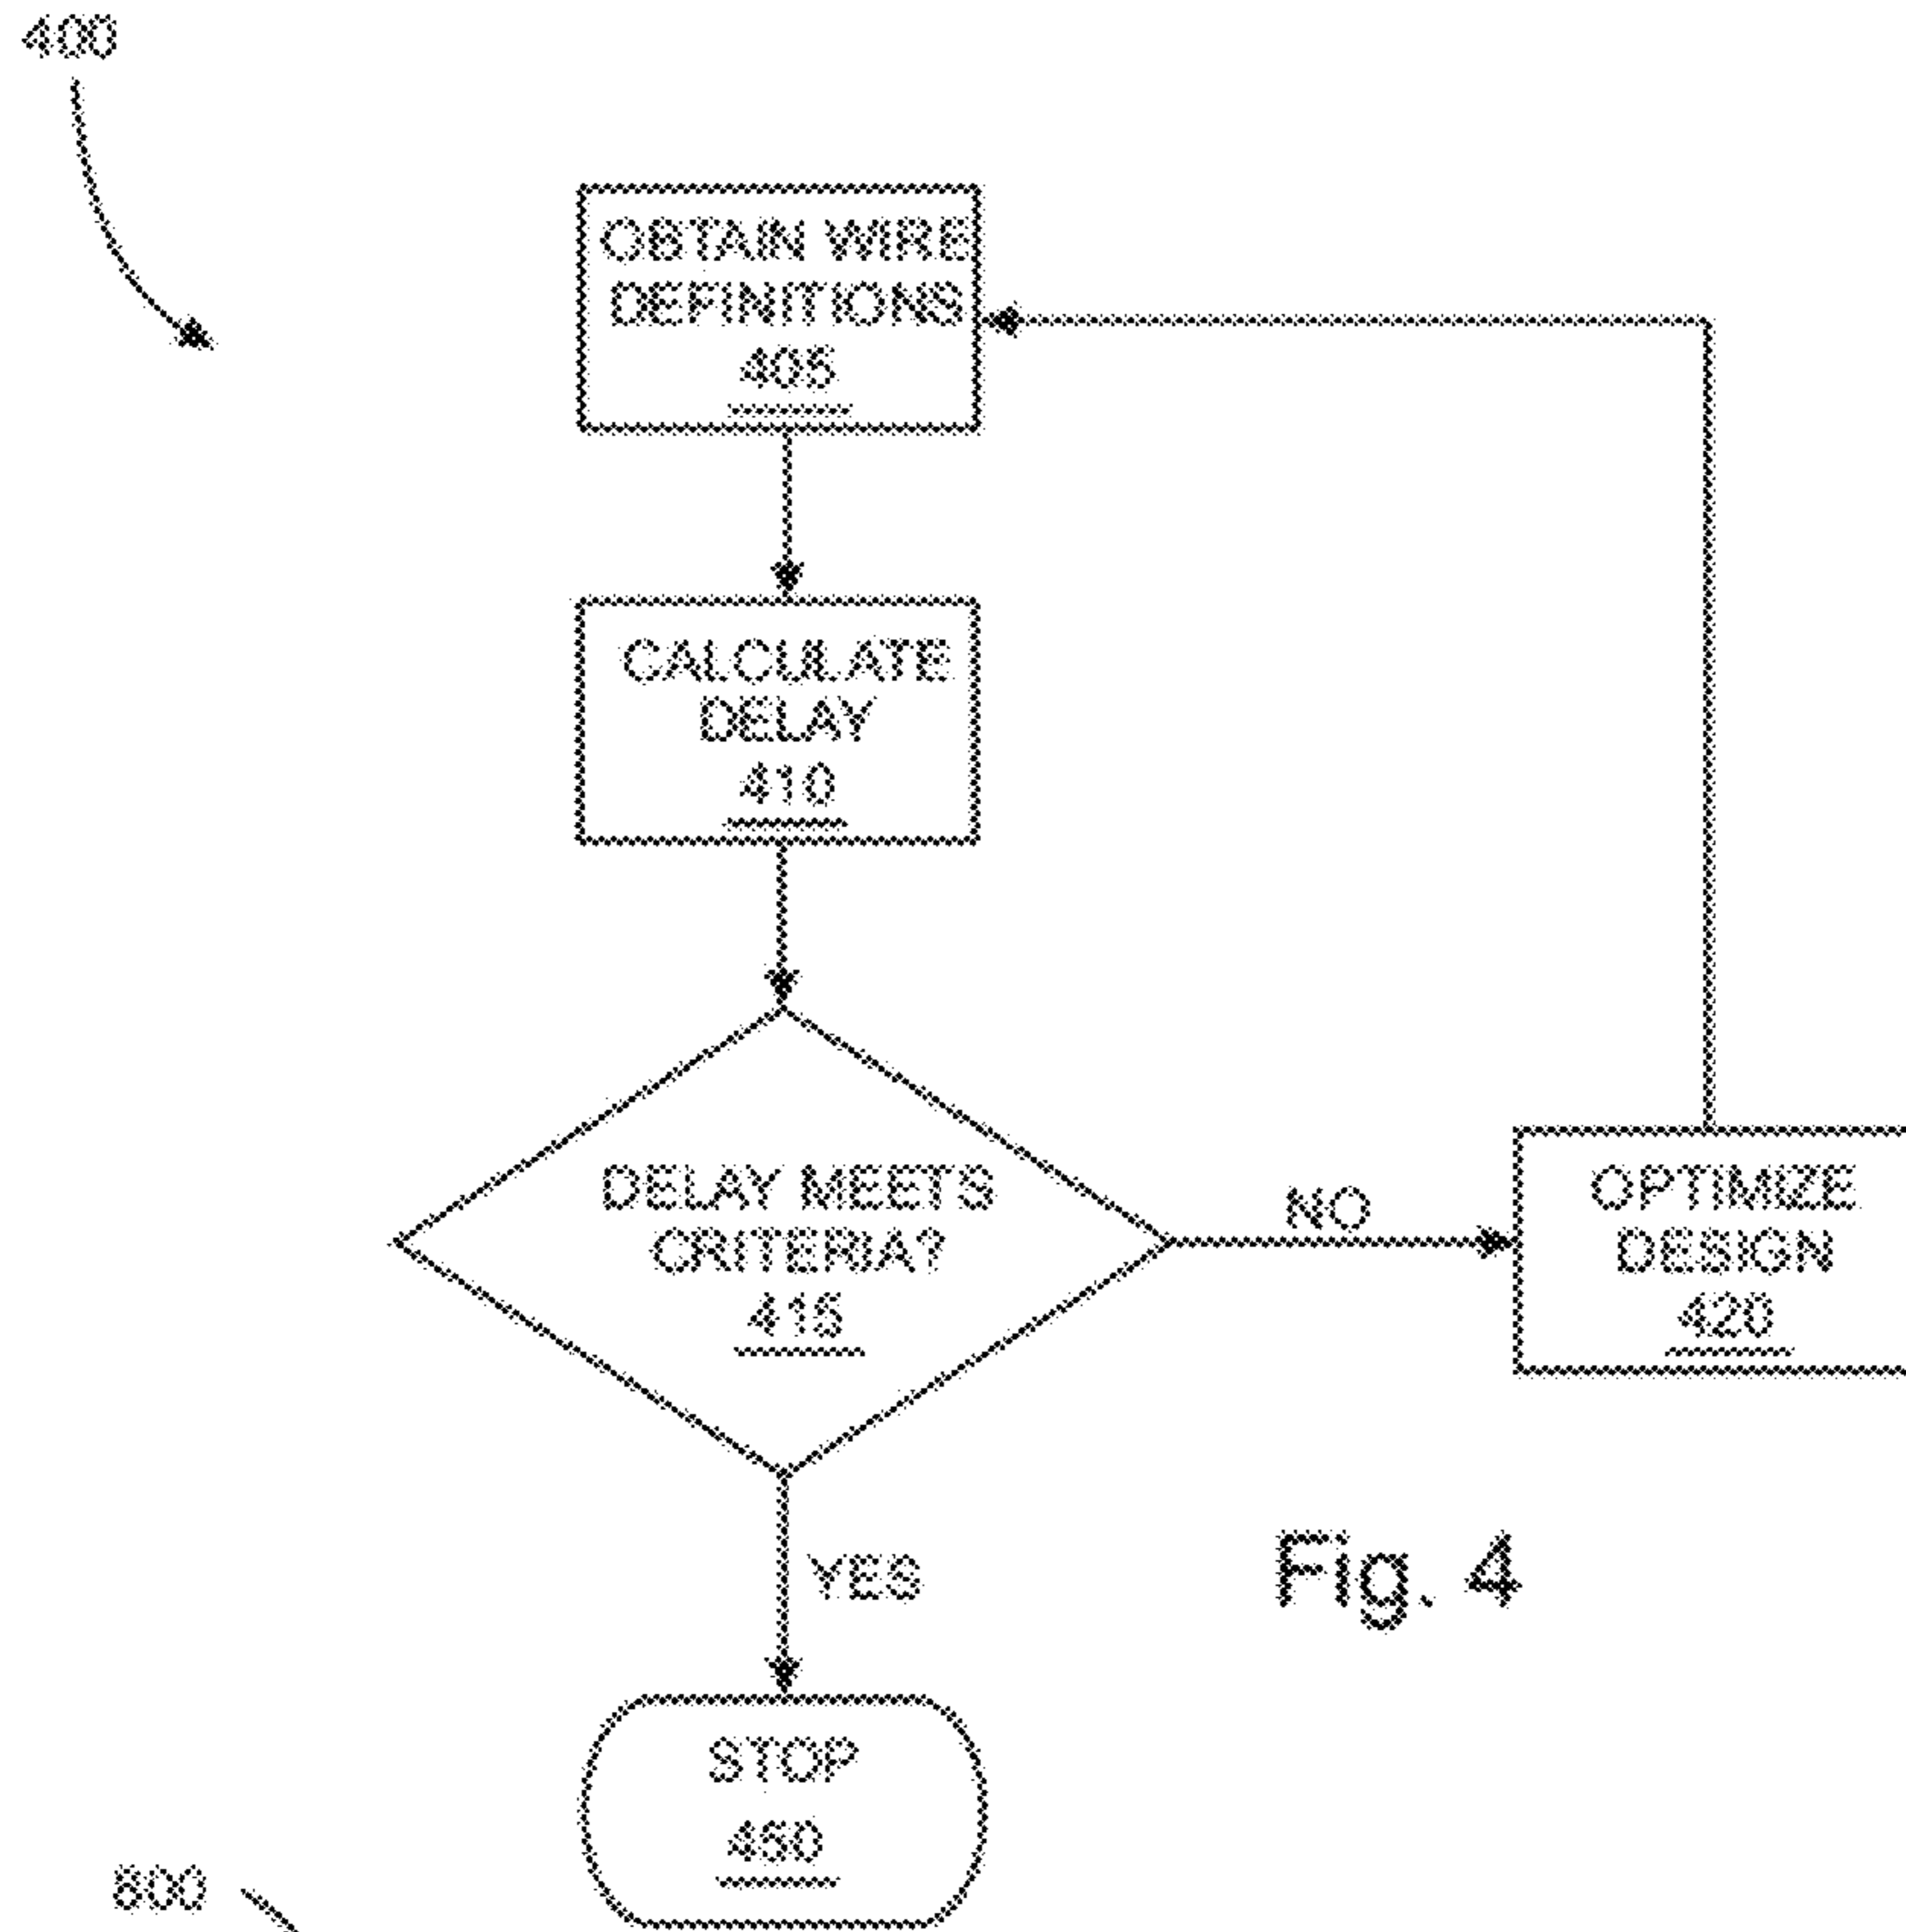 400
OBTAIN WIRE
DEFINITIONS
405
CALCULATE
DELAY
410
DELAY MEETS
CRITERIA?
415
NO
OPTIMIZE
DESIGN
420
YES
Fig. 4
STOP
450